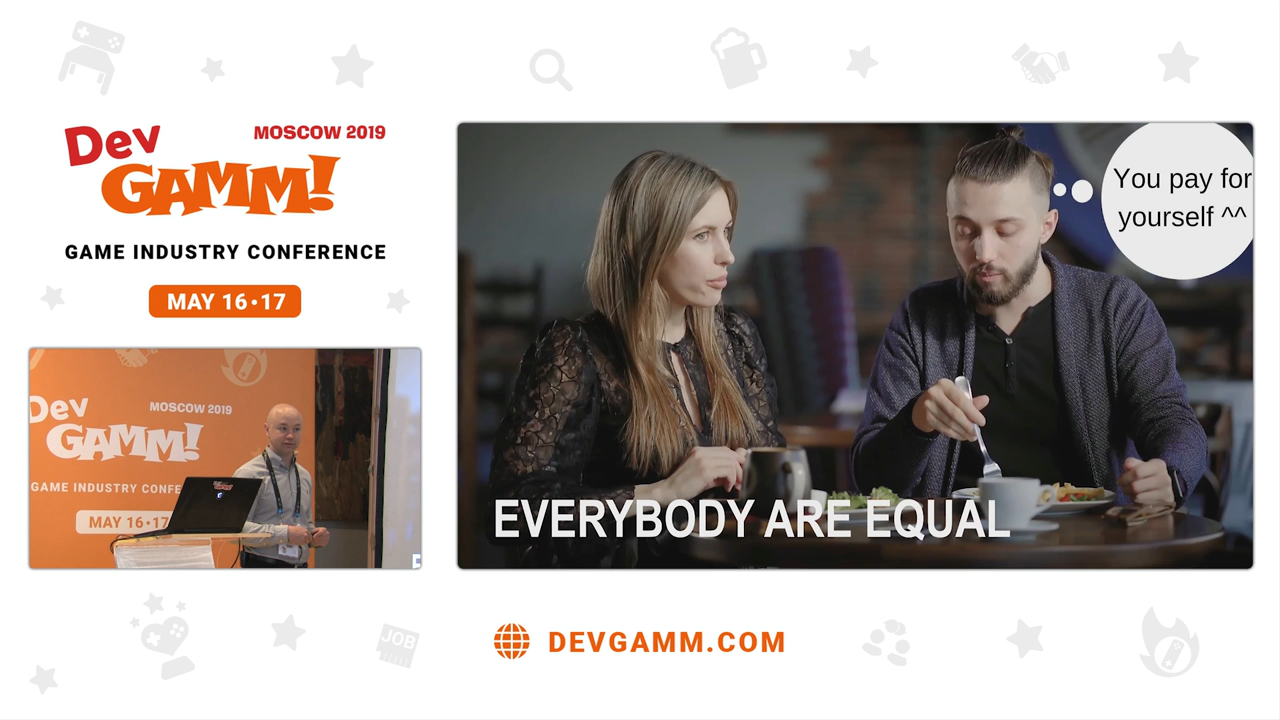 Dev
GAMM!
MOSCOW 2019
GAME INDUSTRY CONFERENCE
MAY 16•17
Dev
MOSCOW 2019
GAMM!
GAME INDUSTRY CONFE
MAY 16•17
You pay for
yourself ^^
EVERYBODY ARE EQUAL
JOB
DEVGAMM.COM